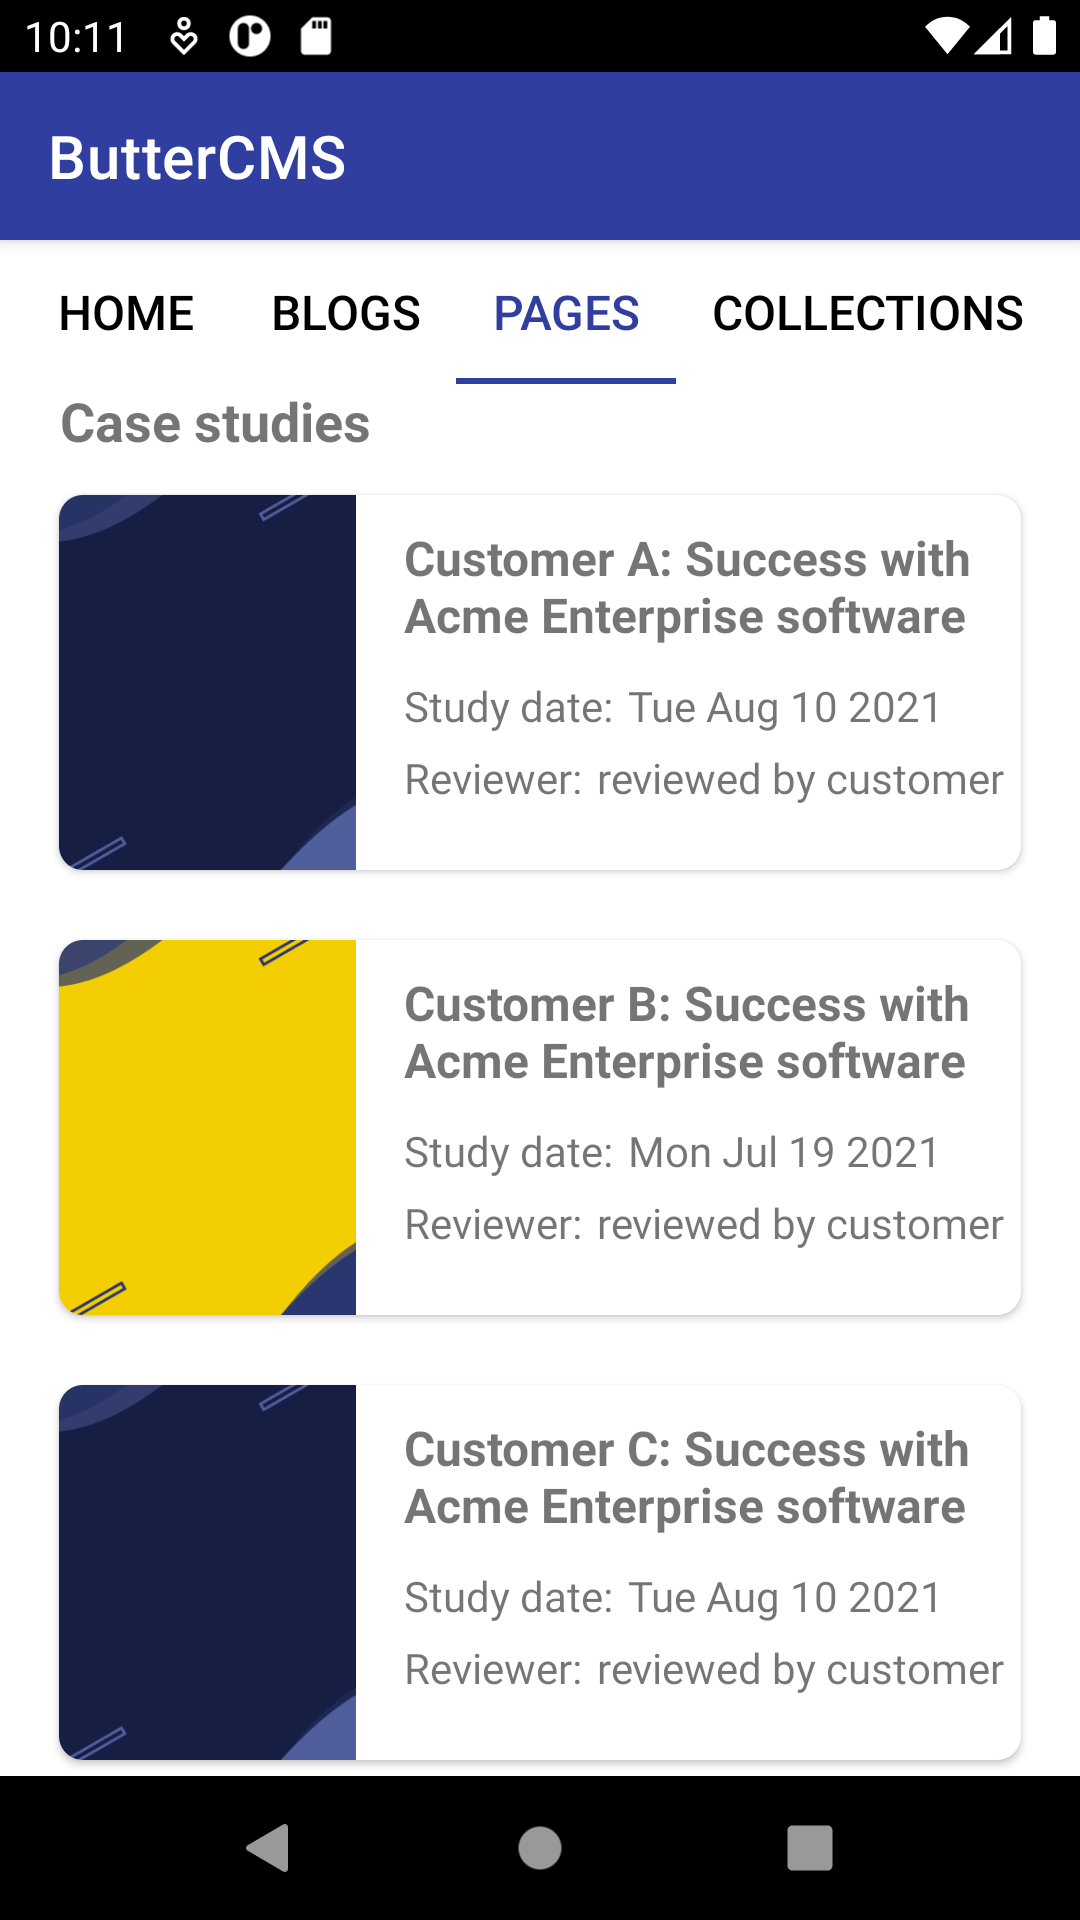 10:11
ButterCMS
HOME BLOGS PAGES COLLECTIONS
Case studies
Customer A: Success with
Acme Enterprise software
Study date: Tue Aug 10 2021
Reviewer: reviewed by customer
Customer B: Success with
Acme Enterprise software
Study date: Mon Jul 19 2021
Reviewer: reviewed by customer
Customer C: Success with
Acme Enterprise software
Study date: Tue Aug 10 2021
Reviewer: reviewed by customer